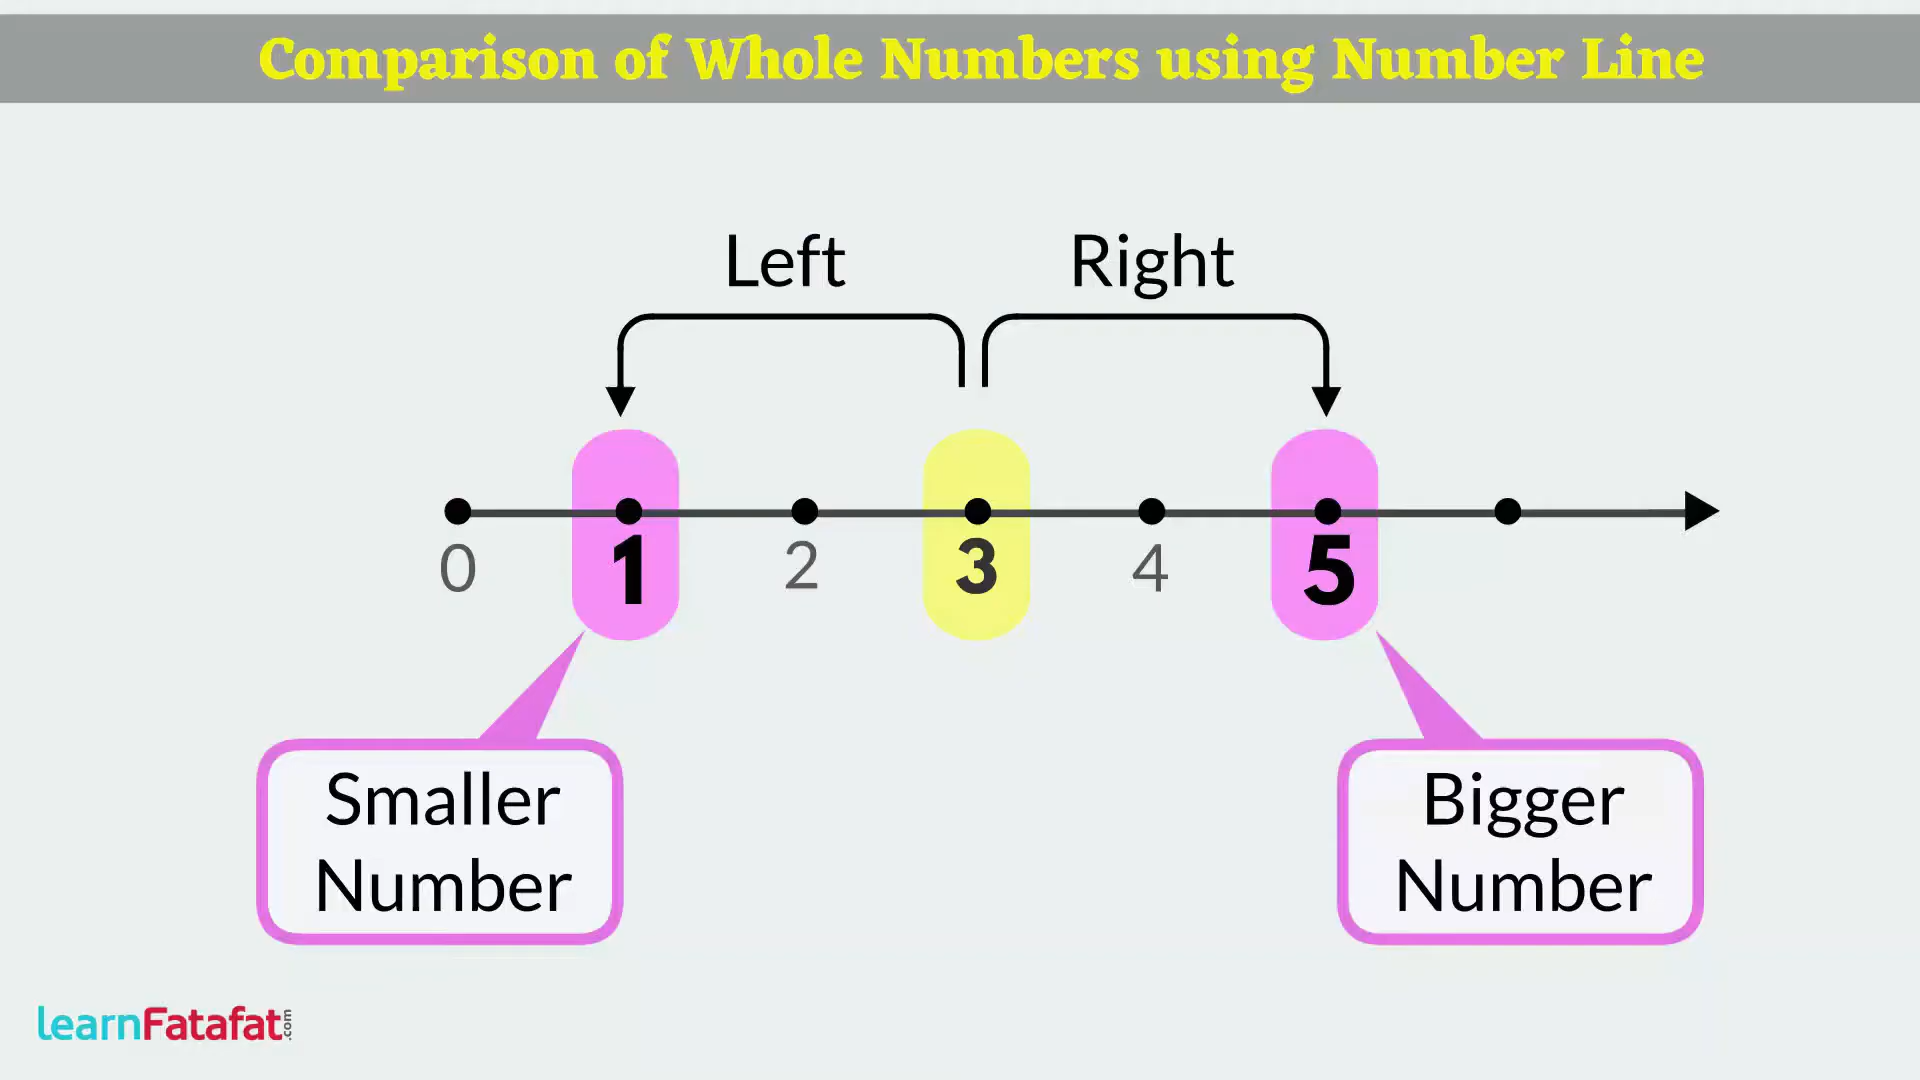 Comparison of Whole Numbers using Number Line
Left Right
0 1 2 3 4 5
Smaller
Number
Bigger
Number
learnFatafat.com